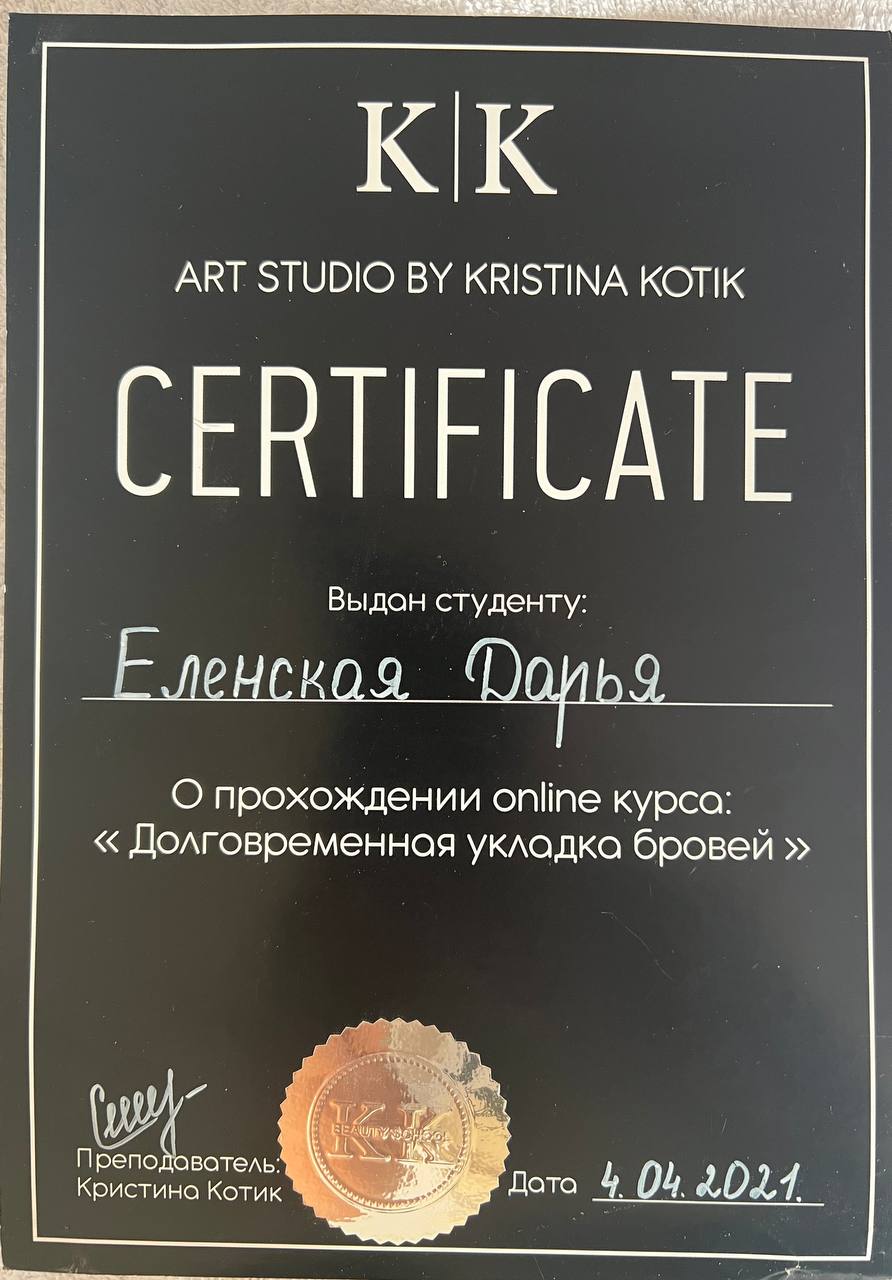 K|K
ART STUDIO BY KRISTINA KOTIK
CERTIFICATE
Выдан студенту:
Еленская Дарья
О прохождении online курса:
« Долговременная укладка бровей »
KK
BEAUTY SCHOOL
Преподаватель:
Кристина Котик
Дата 4.04.2021.